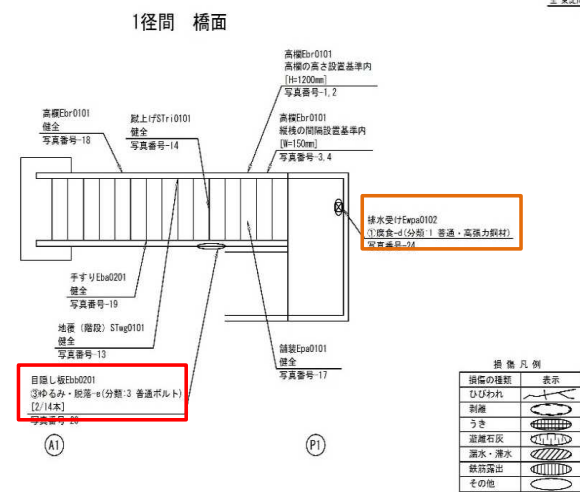 1径間 橋面
高欄Ebr0101
高欄の高さ設置基準内
[H=1200mm]
写真番号-1,2
高欄Ebr0101
健全
写真番号-18
蹴上げSTri0101
健全
写真番号-14
高欄Ebr0101
縦桟の間隔設置基準内
[W=150mm]
写真番号-3,4
排水受けEwpa0102
①腐食-d(分類:1 普通・高張力鋼材)
写真番号-24
手すりEba0201
健全
写真番号-19
地覆（階段）STwg0101
健全
写真番号-13
舗装Epa0101
健全
写真番号-17
目隠し板Ebb0201
③ゆるみ・脱落-e(分類:3 普通ボルト)
[2/14本]
A1
P1
損傷凡例
損傷の種類 表示
ひびわれ
剥離
うき
遊離石灰
漏水・滞水
鉄筋露出
その他